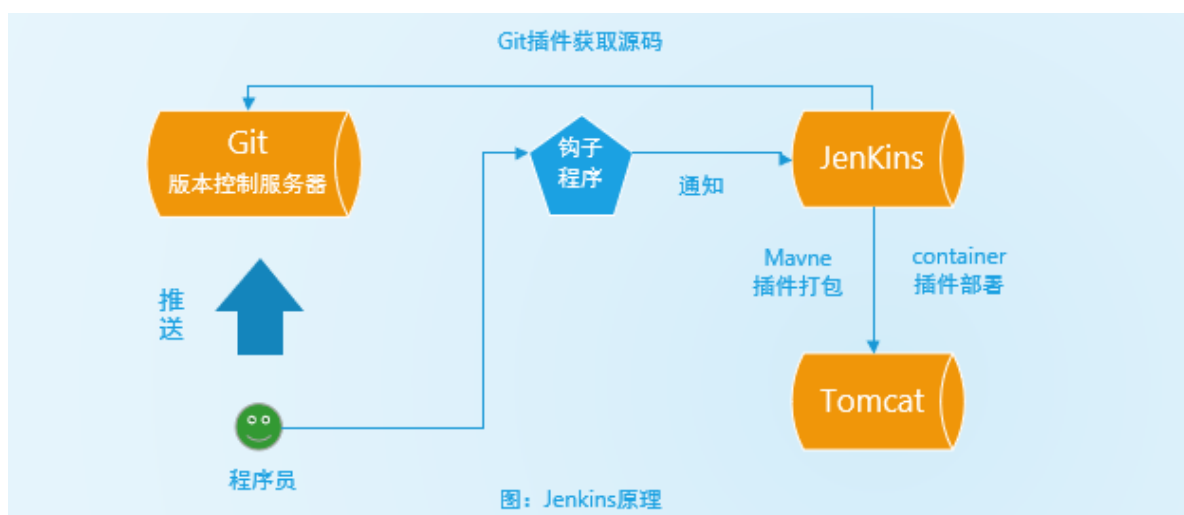 Git插件获取源码
Git
版本控制服务器
钩子
程序
通知
JenKins
Mavne
插件打包
container
插件部署
推
送
Tomcat
程序员
图：Jenkins原理